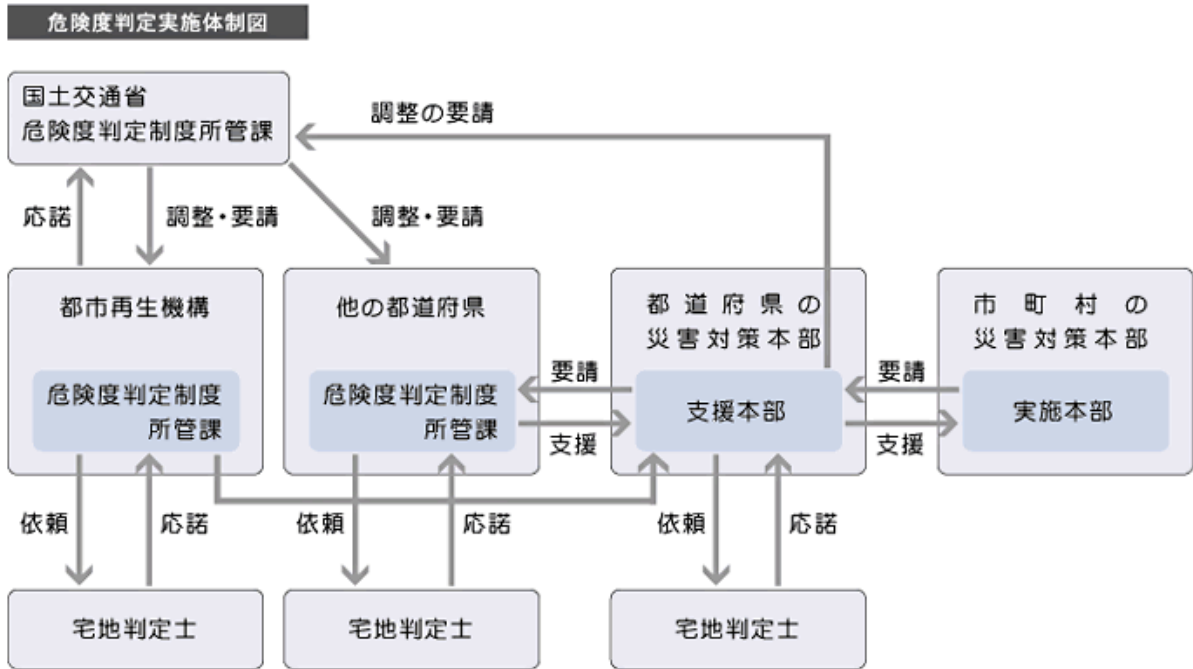 危険度判定実施体制図
国土交通省
危険度判定制度所管課
調整の要請
応諾
調整・要請
調整・要請
都市再生機構
危険度判定制度
所管課
他の都道府県
危険度判定制度
所管課
要請
支援
都道府県の
災害対策本部
支援本部
要請
支援
市町村の
災害対策本部
実施本部
依頼
応諾
依頼
応諾
依頼
応諾
宅地判定士
宅地判定士
宅地判定士